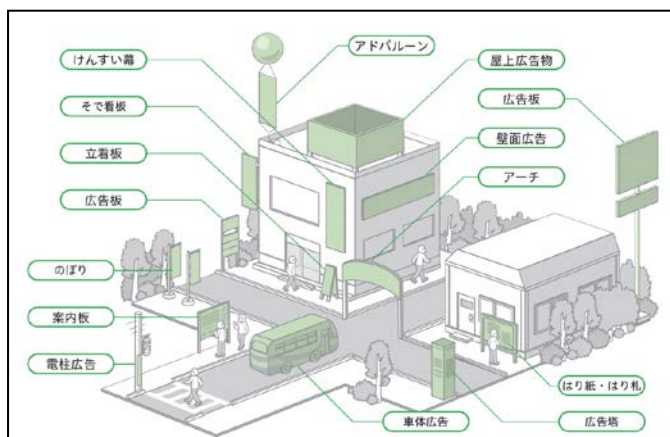 アドバルーン
けんすい幕
屋上広告物
そで看板
広告板
立看板
壁面広告
広告板
アーチ
のぼり
案内板
電柱広告
はり紙・はり札
車体広告
広告塔